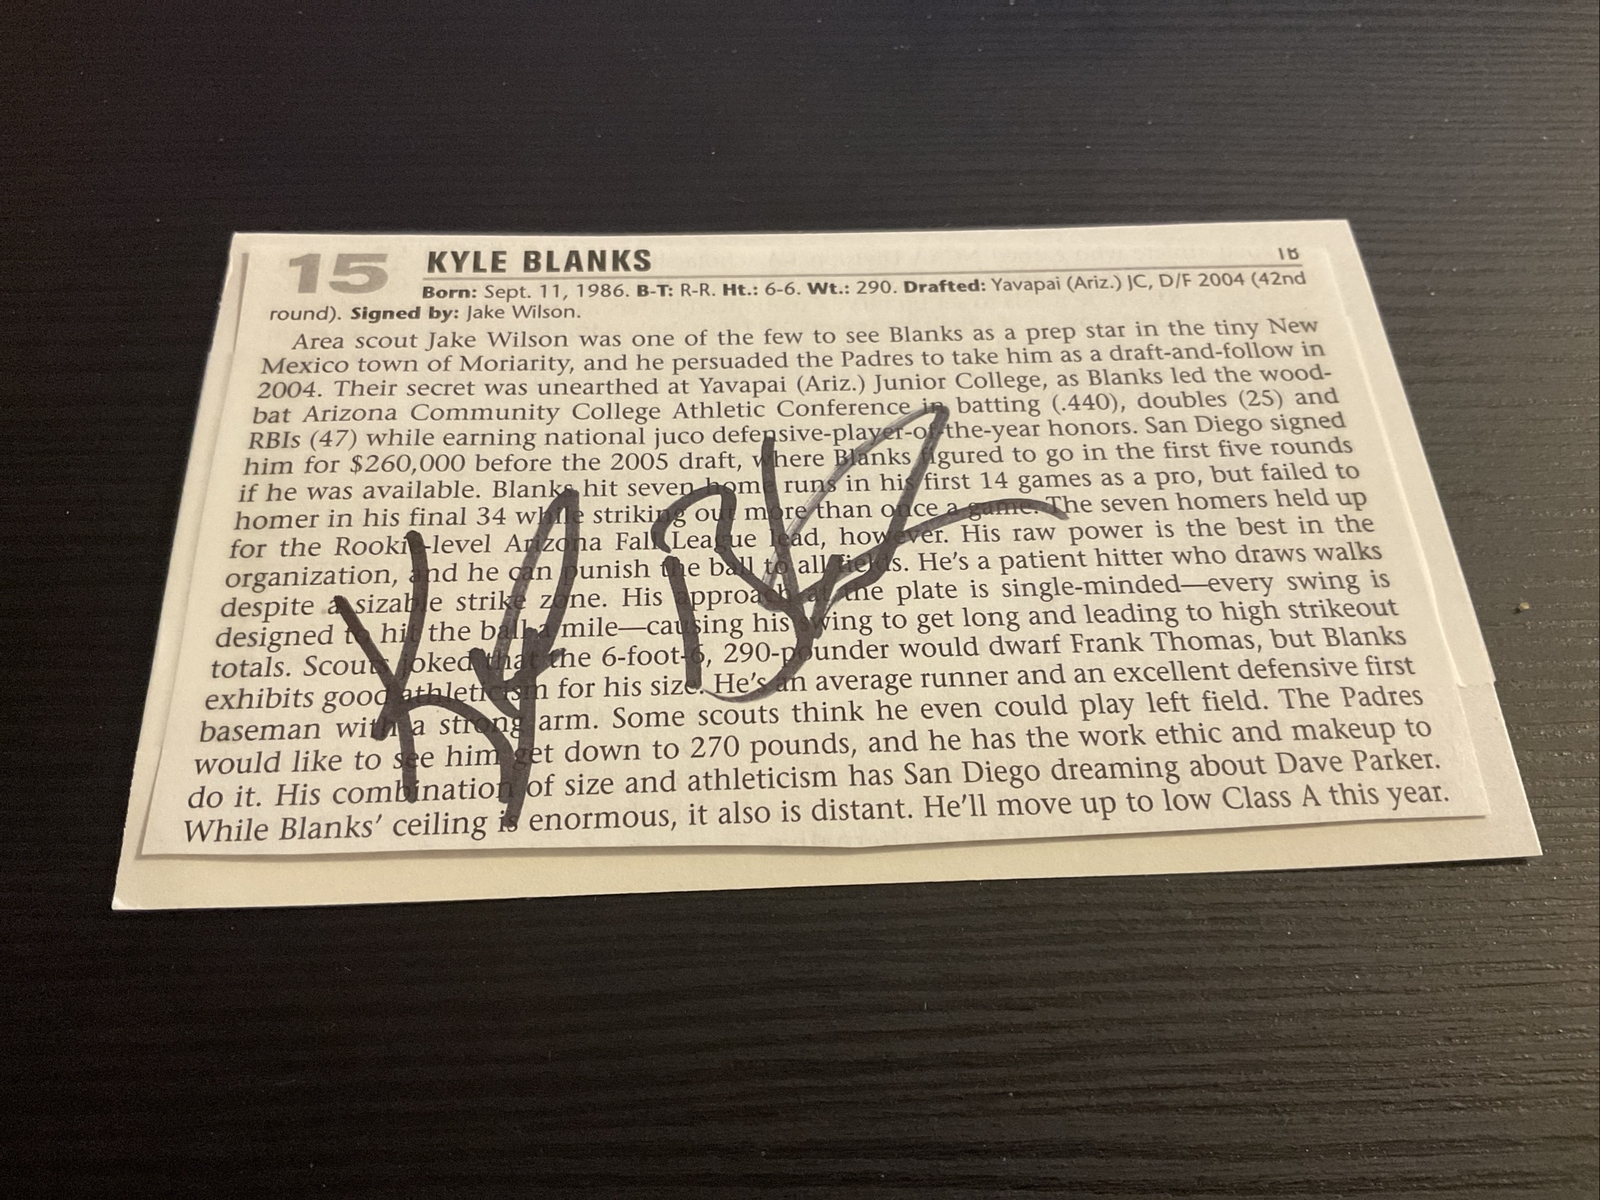 15 KYLE BLANKS 1B
Born: Sept. 11, 1986. B-T: R-R. Ht.: 6-6. Wt.: 290. Drafted: Yavapai (Ariz.) JC, D/F 2004 (42nd
round). Signed by: Jake Wilson.
Area scout Jake Wilson was one of the few to see Blanks as a prep star in the tiny New
Mexico town of Moriarity, and he persuaded the Padres to take him as a draft-and-follow in
2004. Their secret was unearthed at Yavapai (Ariz.) Junior College, as Blanks led the wood-
bat Arizona Community College Athletic Conference in batting (.440), doubles (25) and
RBIs (47) while earning national juco defensive-player-of-the-year honors. San Diego signed
him for $260,000 before the 2005 draft, where Blanks figured to go in the first five rounds
if he was available. Blanks hit seven home runs in his first 14 games as a pro, but failed to
homer in his final 34 while striking out more than once a game. The seven homers held up
for the Rookie-level Arizona Fall League lead, however. His raw power is the best in the
organization, and he can punish the ball to all fields. He's a patient hitter who draws walks
despite a sizable strike zone. His approach at the plate is single-minded—every swing is
designed to hit the ball a mile—causing his swing to get long and leading to high strikeout
totals. Scouts joked that the 6-foot-6, 290-pounder would dwarf Frank Thomas, but Blanks
exhibits good athleticism for his size. He's an average runner and an excellent defensive first
baseman with a strong arm. Some scouts think he even could play left field. The Padres
would like to see him get down to 270 pounds, and he has the work ethic and makeup to
do it. His combination of size and athleticism has San Diego dreaming about Dave Parker.
While Blanks' ceiling is enormous, it also is distant. He'll move up to low Class A this year.